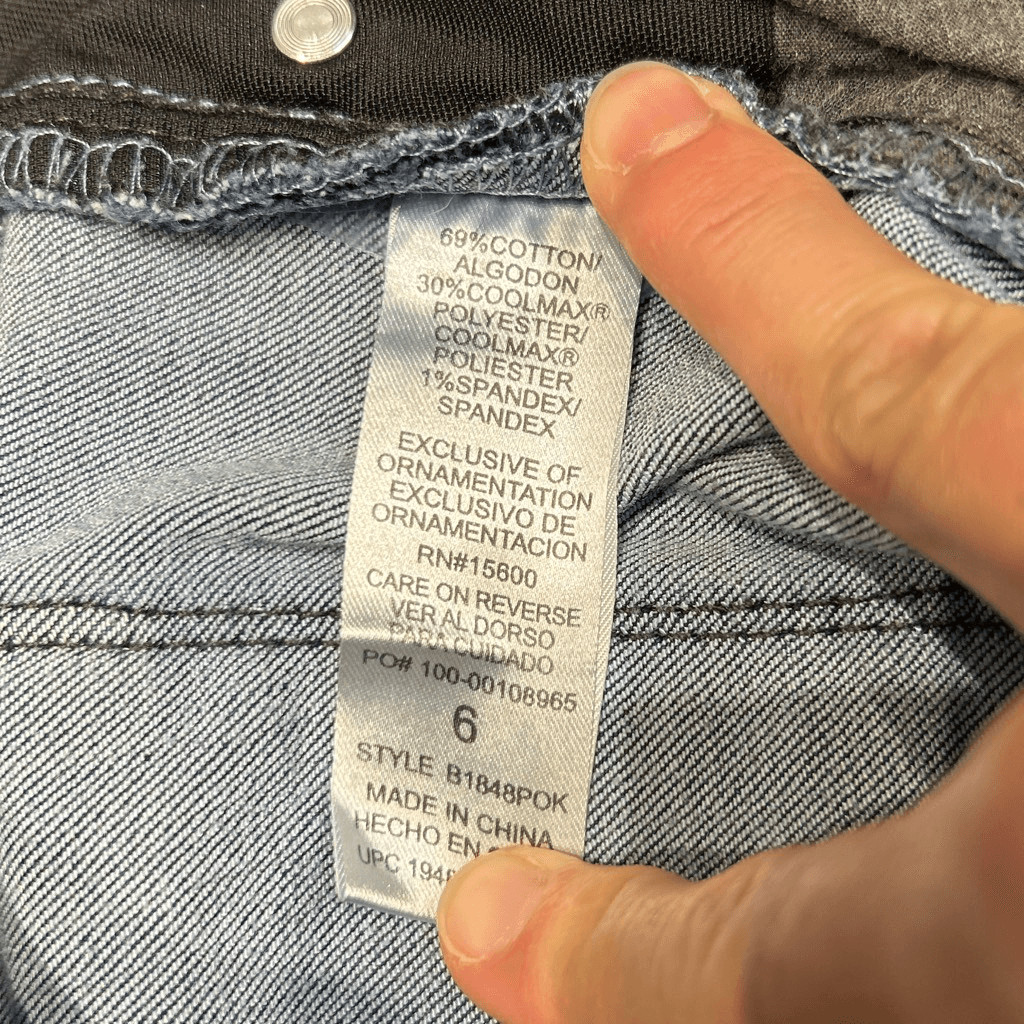 69%COTTON/
ALGODON
30%COOLMAX®
POLYESTER/
COOLMAX®
POLIESTER
1%SPANDEX/
SPANDEX
EXCLUSIVE OF
ORNAMENTATION
EXCLUSIVO DE
ORNAMENTACION
RN#15600
CARE ON REVERSE
VER AL DORSO
PARA CUIDADO
PO# 100-00108965
6
STYLE B1848POK
MADE IN CHINA
HECHO EN
UPC